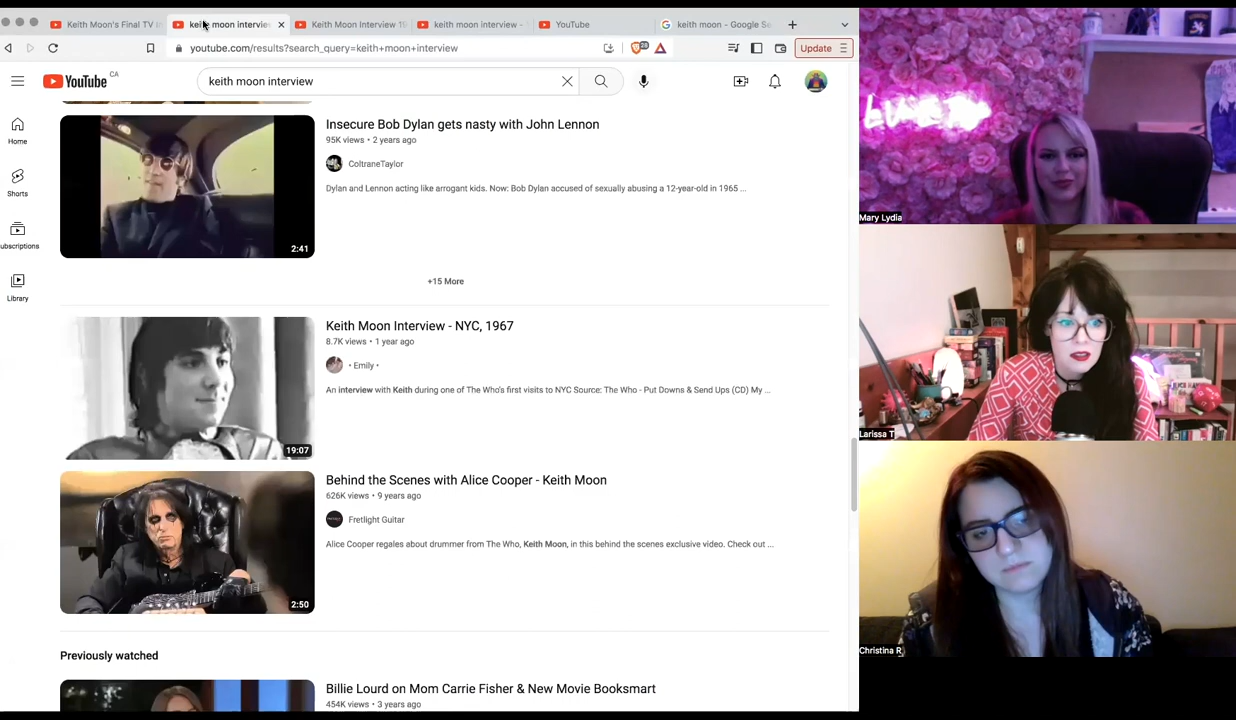 Keith Moon's Final TV In
keith moon interview
Keith Moon Interview 19
keith moon interview -
YouTube
keith moon - Google Se
youtube.com/results?search_query=keith+moon+interview
28
Update
YouTube CA
keith moon interview
Home
Shorts
ubscriptions
Library
Insecure Bob Dylan gets nasty with John Lennon
95K views • 2 years ago
ColtraneTaylor
Dylan and Lennon acting like arrogant kids. Now: Bob Dylan accused of sexually abusing a 12-year-old in 1965 ...
2:41
+15 More
Keith Moon Interview - NYC, 1967
8.7K views • 1 year ago
• Emily •
An interview with Keith during one of The Who's first visits to NYC Source: The Who - Put Downs & Send Ups (CD) My ...
19:07
Behind the Scenes with Alice Cooper - Keith Moon
626K views • 9 years ago
Fretlight Guitar
Alice Cooper regales about drummer from The Who, Keith Moon, in this behind the scenes exclusive video. Check out ...
2:50
Previously watched
Billie Lourd on Mom Carrie Fisher & New Movie Booksmart
454K views • 3 years ago
Mary Lydia
Larissa T
Christina R